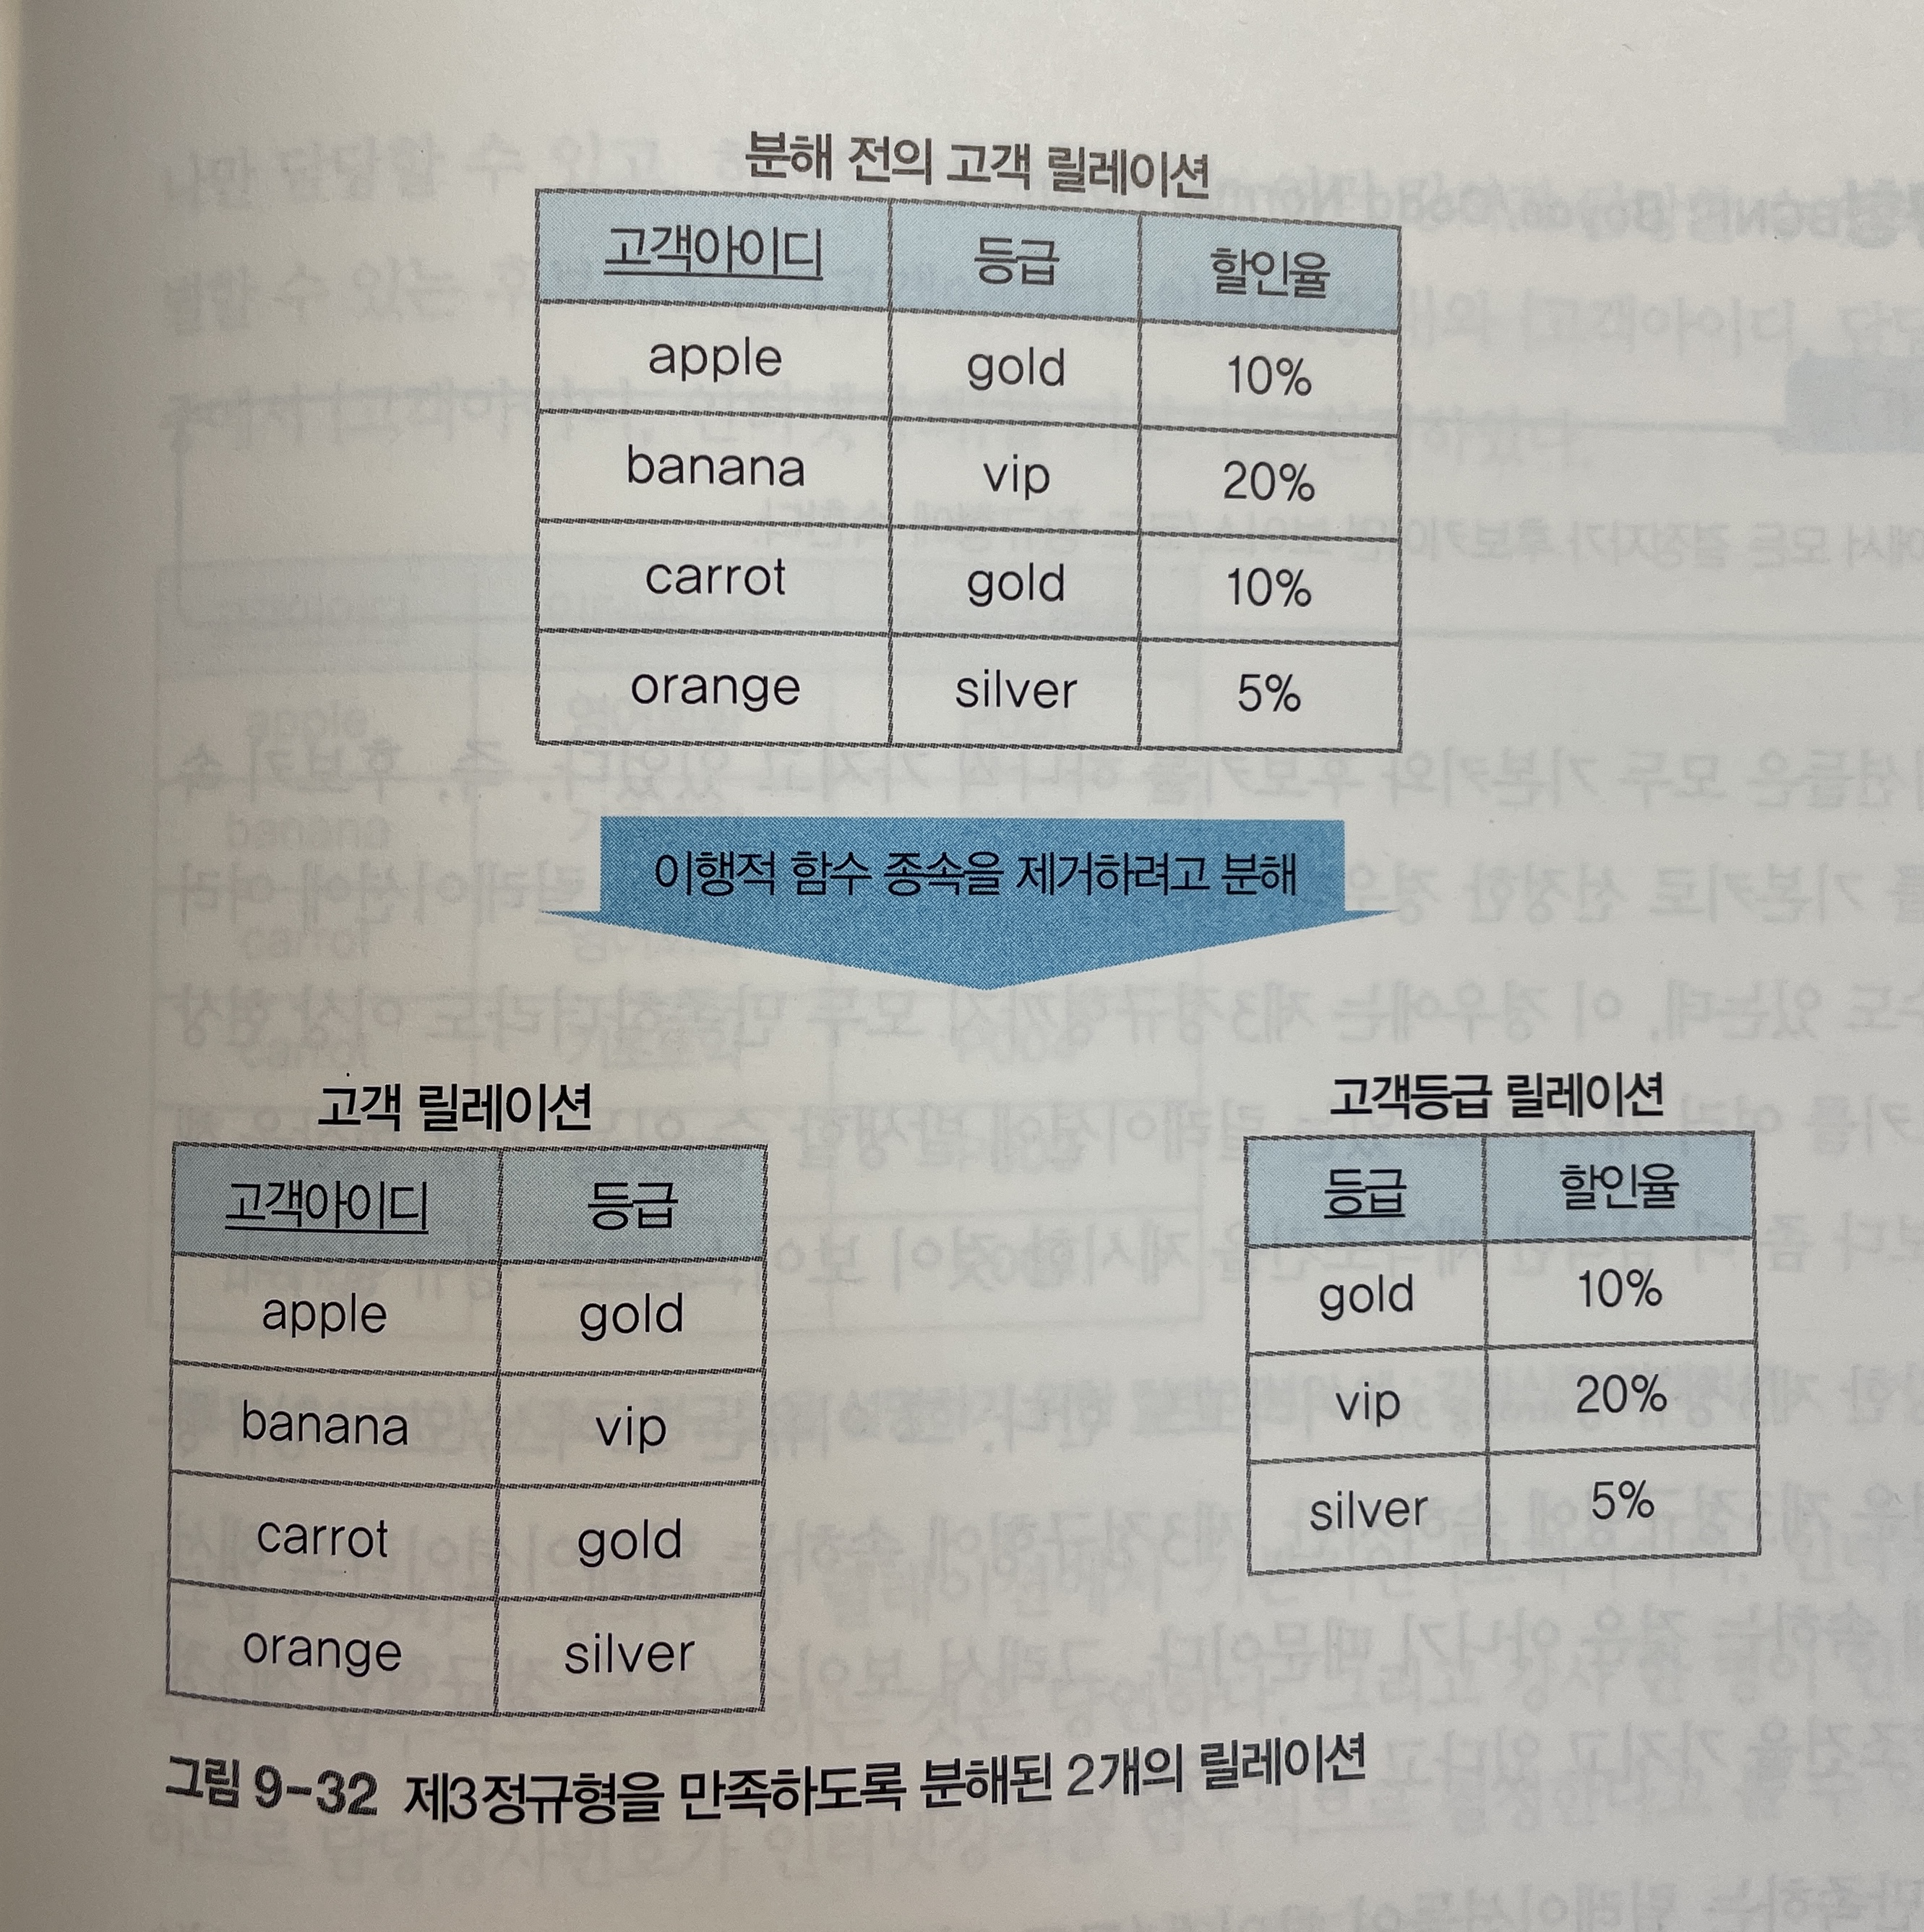 분해 전의 고객 릴레이션
고객아이디 등급 할인율
apple gold 10%
banana vip 20%
carrot gold 10%
orange silver 5%
이행적 함수 종속을 제거하려고 분해
고객 릴레이션
고객아이디 등급
apple gold
banana vip
carrot gold
orange silver
고객등급 릴레이션
등급 할인율
gold 10%
vip 20%
silver 5%
그림 9-32 제3정규형을 만족하도록 분해된 2개의 릴레이션